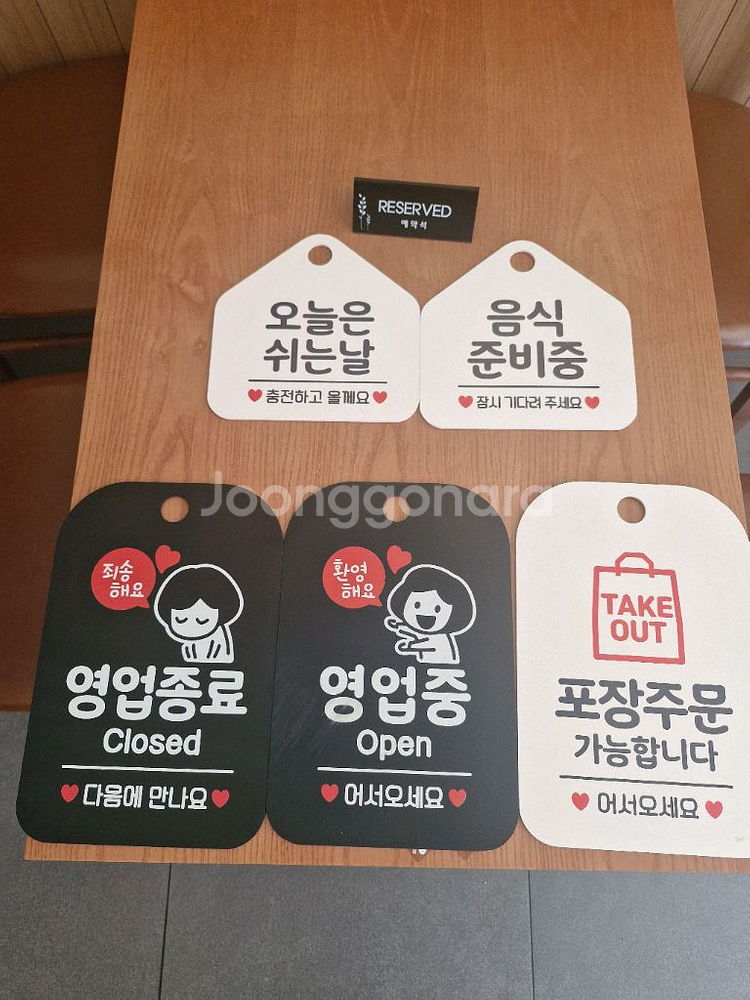 RESERVED
예약석
오늘은
쉬는날
충전하고 올께요
음식
준비중
잠시 기다려 주세요
Joonggonara
죄송
해요
영업종료
Closed
다음에 만나요
환영
해요
영업중
Open
어서오세요
TAKE
OUT
포장주문
가능합니다
어서오세요